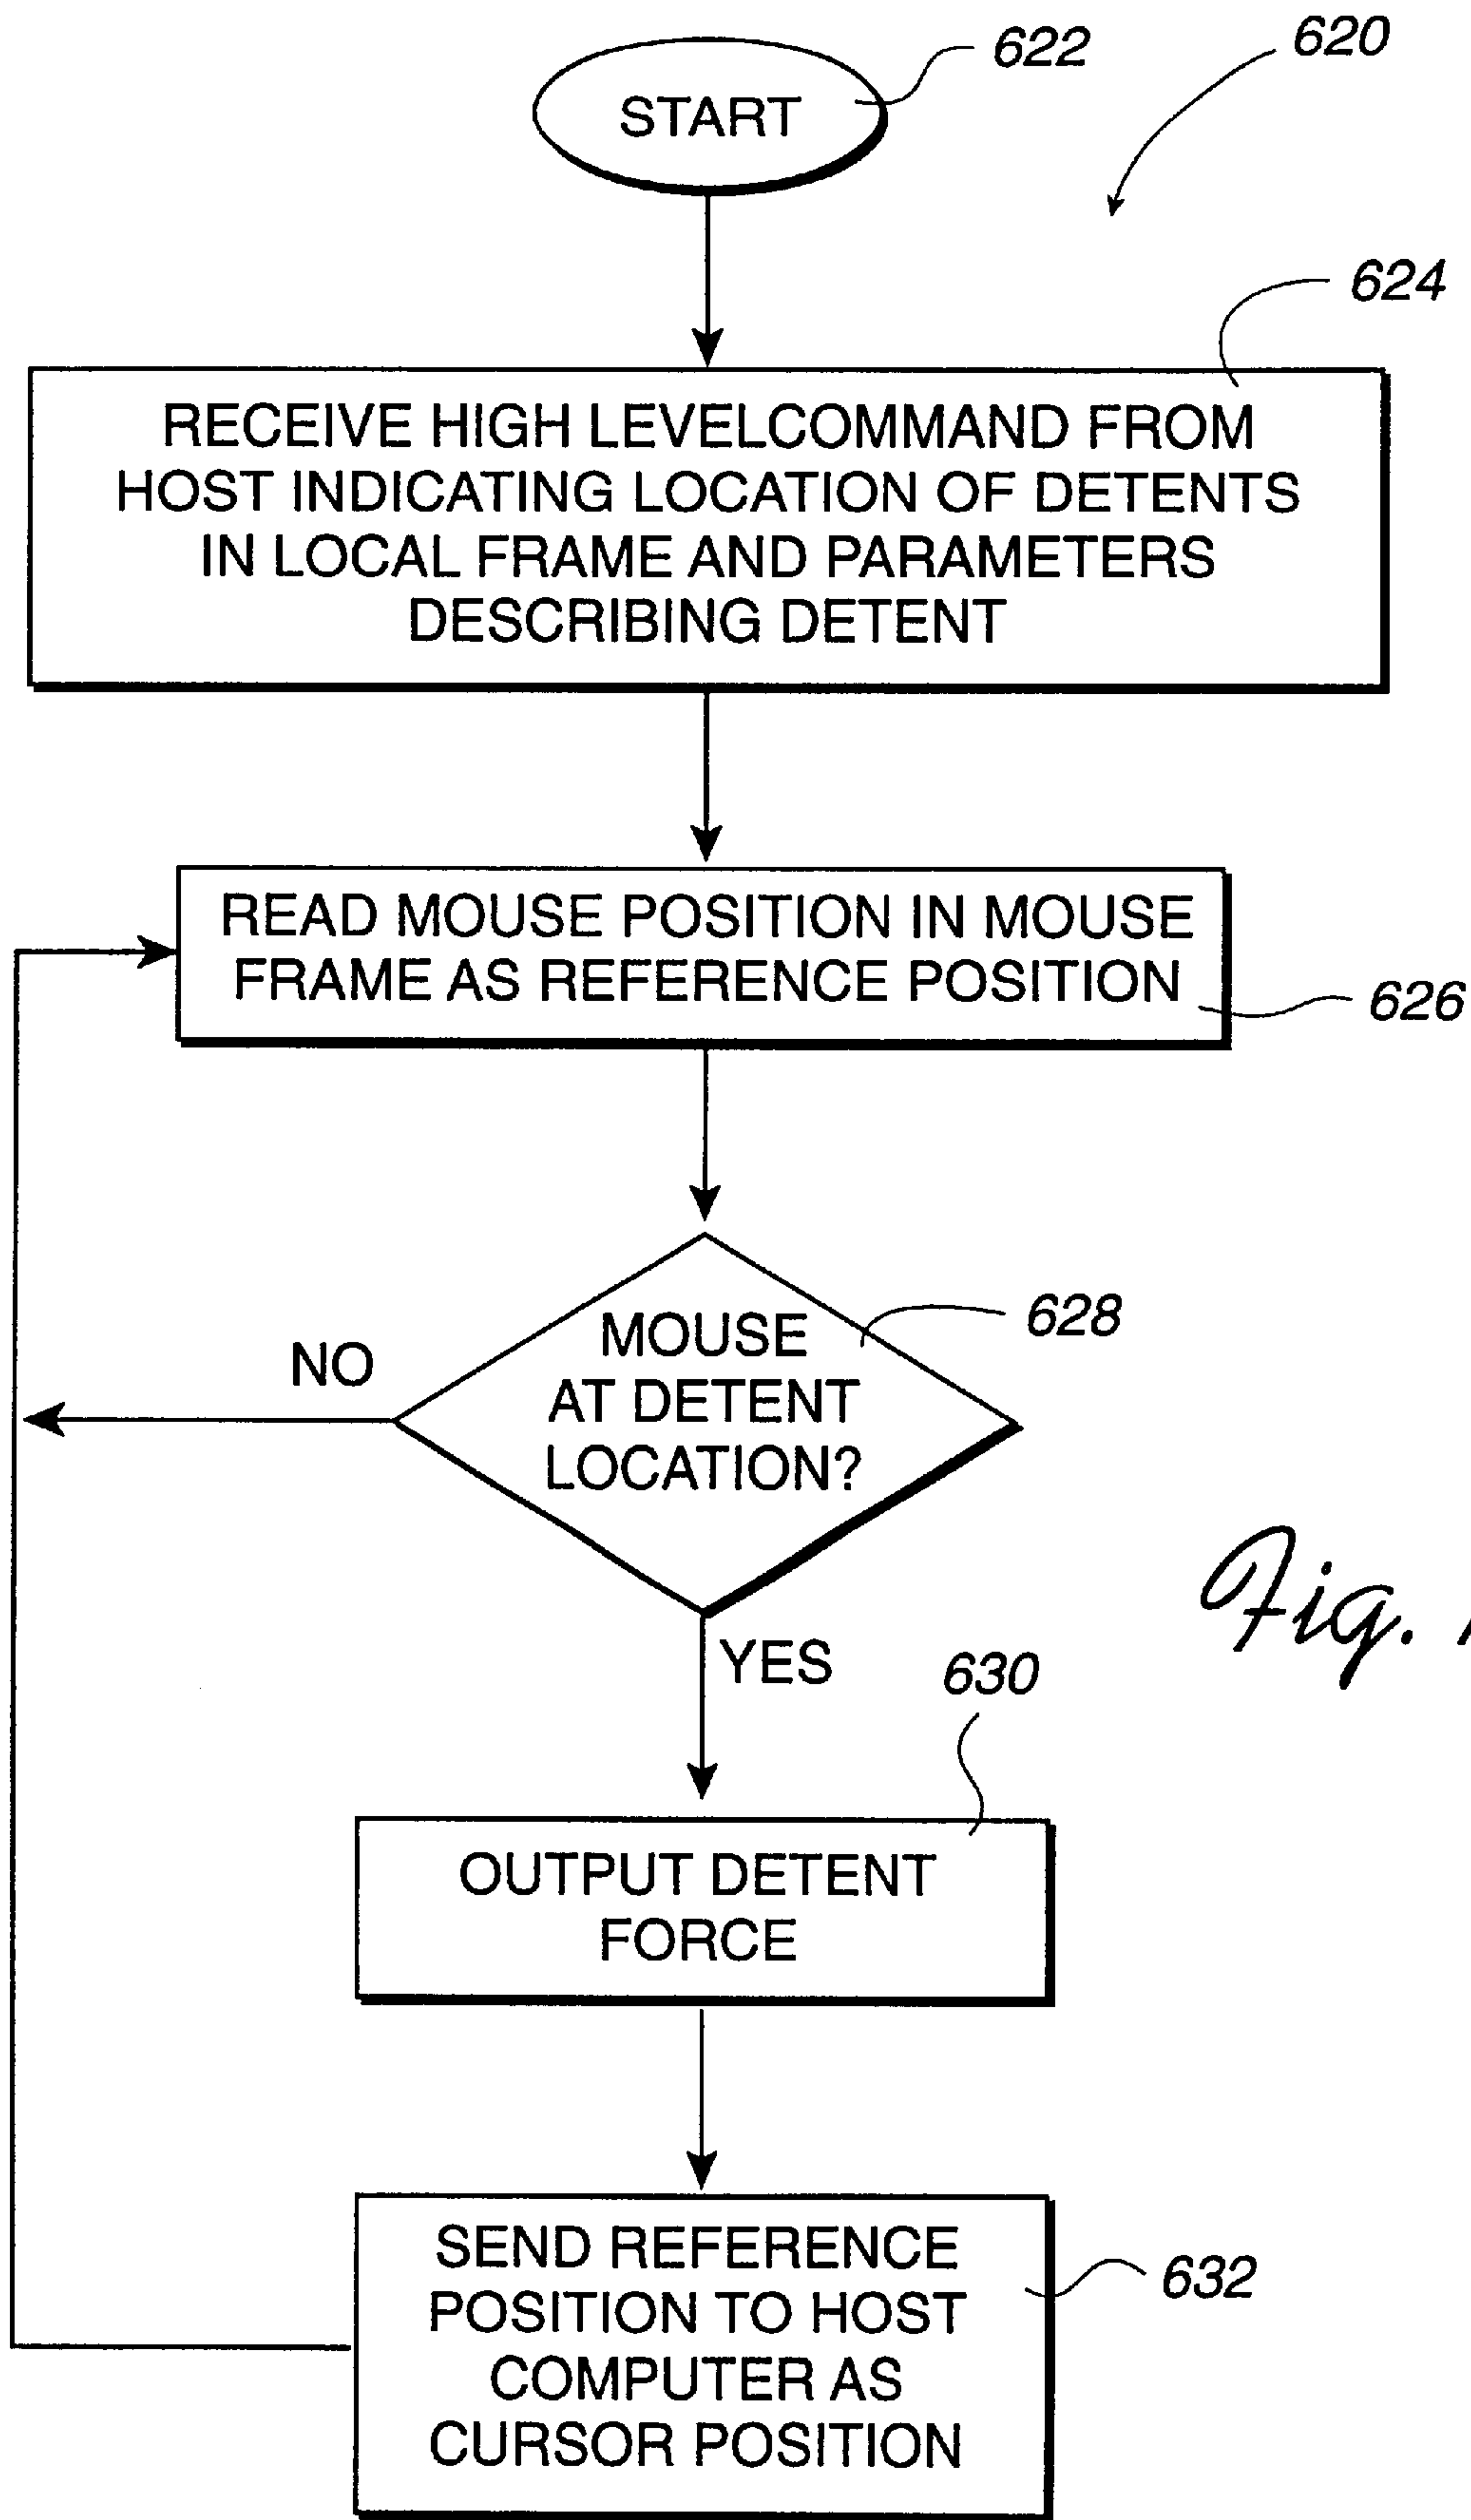 622
620
START
624
RECEIVE HIGH LEVELCOMMAND FROM
HOST INDICATING LOCATION OF DETENTS
IN LOCAL FRAME AND PARAMETERS
DESCRIBING DETENT
READ MOUSE POSITION IN MOUSE
FRAME AS REFERENCE POSITION
626
628
MOUSE
AT DETENT
LOCATION?
NO
Fig.
YES
630
OUTPUT DETENT
FORCE
SEND REFERENCE
POSITION TO HOST
COMPUTER AS
CURSOR POSITION
632